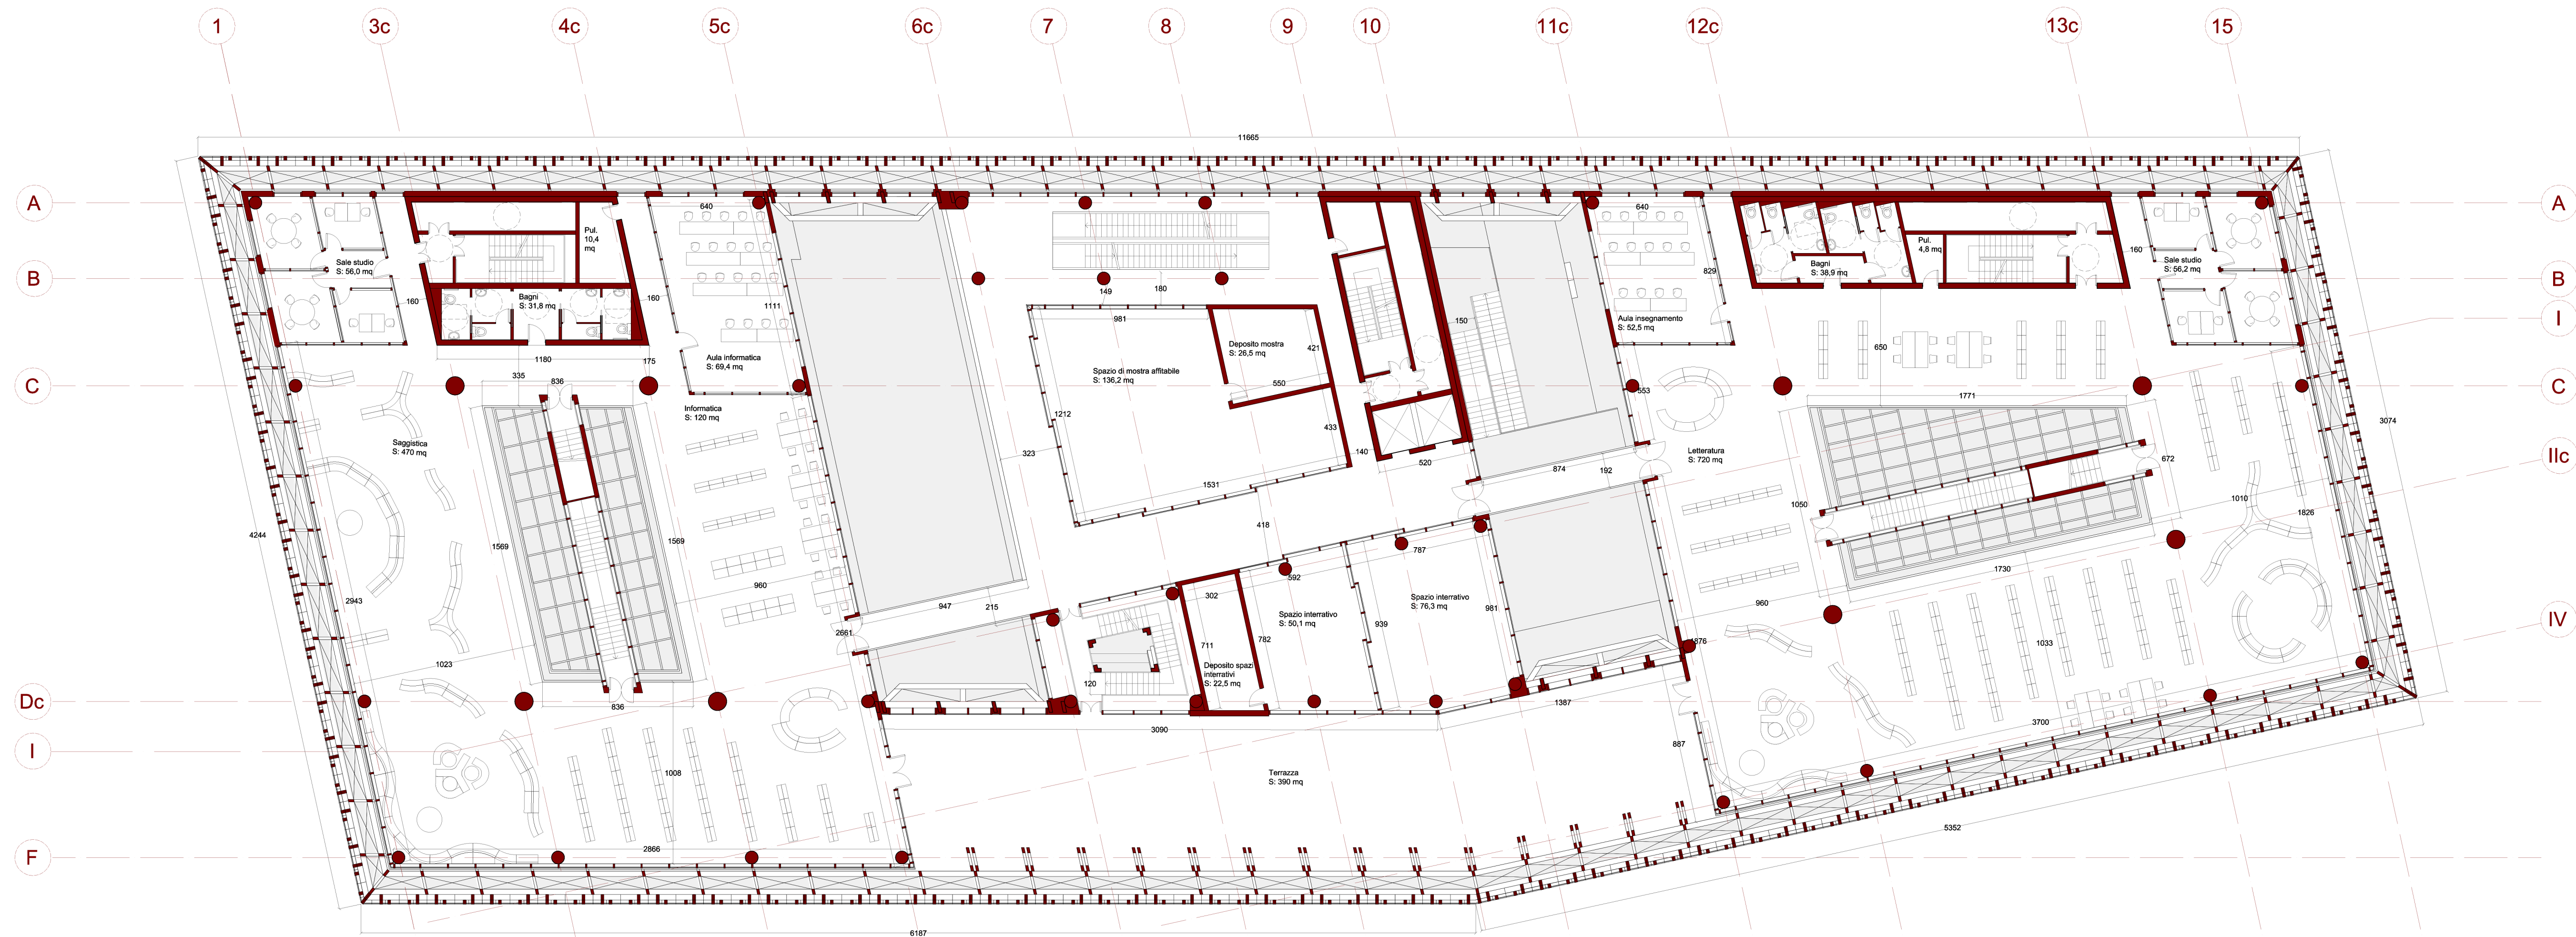 1
3c
4c
5c
6c
7
8
9
10
11c
12c
13c
15
11665
A
A
640
640
Pul.
10,4
mq
Pul.
4,8 mq
Sale studio
S: 56,0 mq
Sale studio
S: 56,2 mq
Bagni
S: 38,9 mq
160
829
B
B
160
160
Bagni
S: 31,8 mq
149
180
1111
981
150
Aula insegnamento
S: 52,5 mq
I
Deposito mostra
S: 26,5 mq
421
650
Aula informatica
S: 69,4 mq
1180
175
335
836
Spazio di mostra affitabile
S: 136,2 mq
550
553
C
C
1771
Informatica
S: 120 mq
1212
433
3074
Saggistica
S: 470 mq
323
140
520
874
192
Letteratura
S: 720 mq
672
IIc
1531
1050
1010
1826
418
4244
1569
1569
787
592
1730
960
302
2943
947
215
Spazio interrativo
S: 76,3 mq
981
960
Spazio interrativo
S: 50,1 mq
939
IV
2661
711
782
1876
1033
1023
Deposito spazi
interrativi
S: 22,5 mq
120
Dc
836
1387
3700
3090
887
I
1008
Terrazza
S: 390 mq
5352
2866
F
6187